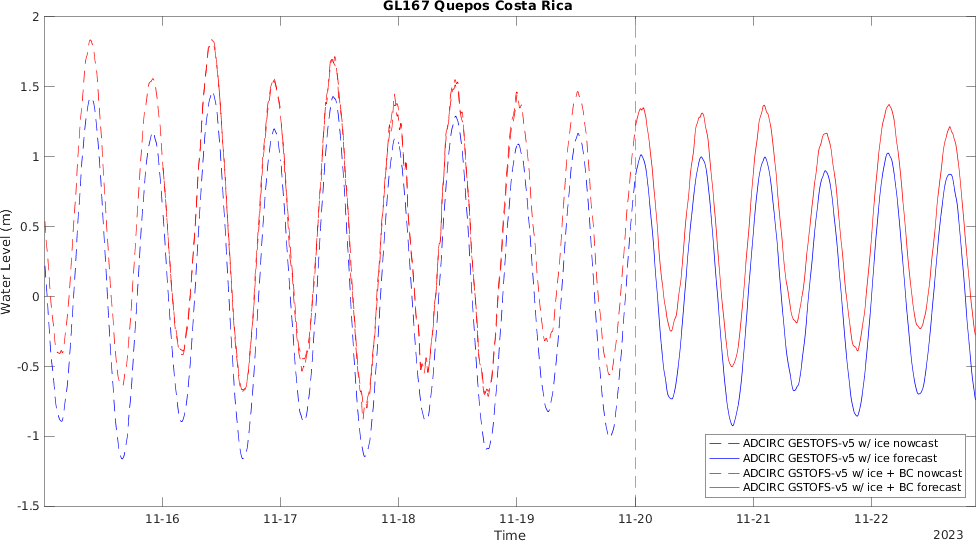 GL167 Quepos Costa Rica
2
1.5
1
0.5
0
-0.5
-1
-1.5
Water Level (m)
ADCIRC GESTOFS-v5 w/ ice nowcast
ADCIRC GESTOFS-v5 w/ ice forecast
ADCIRC GSTOFS-v5 w/ ice + BC nowcast
ADCIRC GSTOFS-v5 w/ ice + BC forecast
11-16 11-17 11-18 11-19 11-20 11-21 11-22
Time
2023